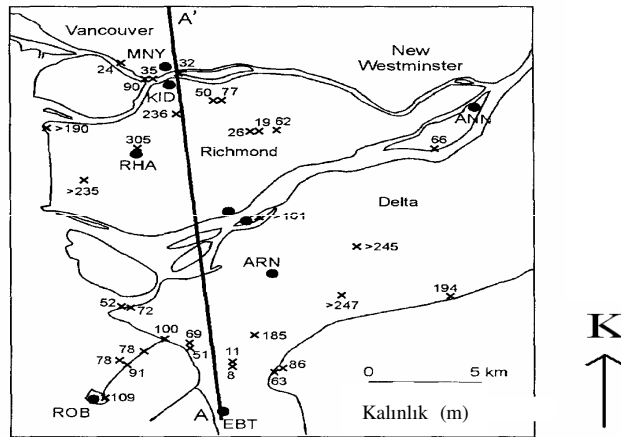 A'
Vancouver
MNY
24
35
32
90
KID
New
Westminster
50 77
236
ANN
>190
26 19 62
305
RHA
Richmond
66
>235
Delta
>245
ARN
194
>247
52
72
100
69
185
78
51
78
91
11
8
86
63
109
ROB
A
EBT
0 5 km
Kalınlık (m)
K